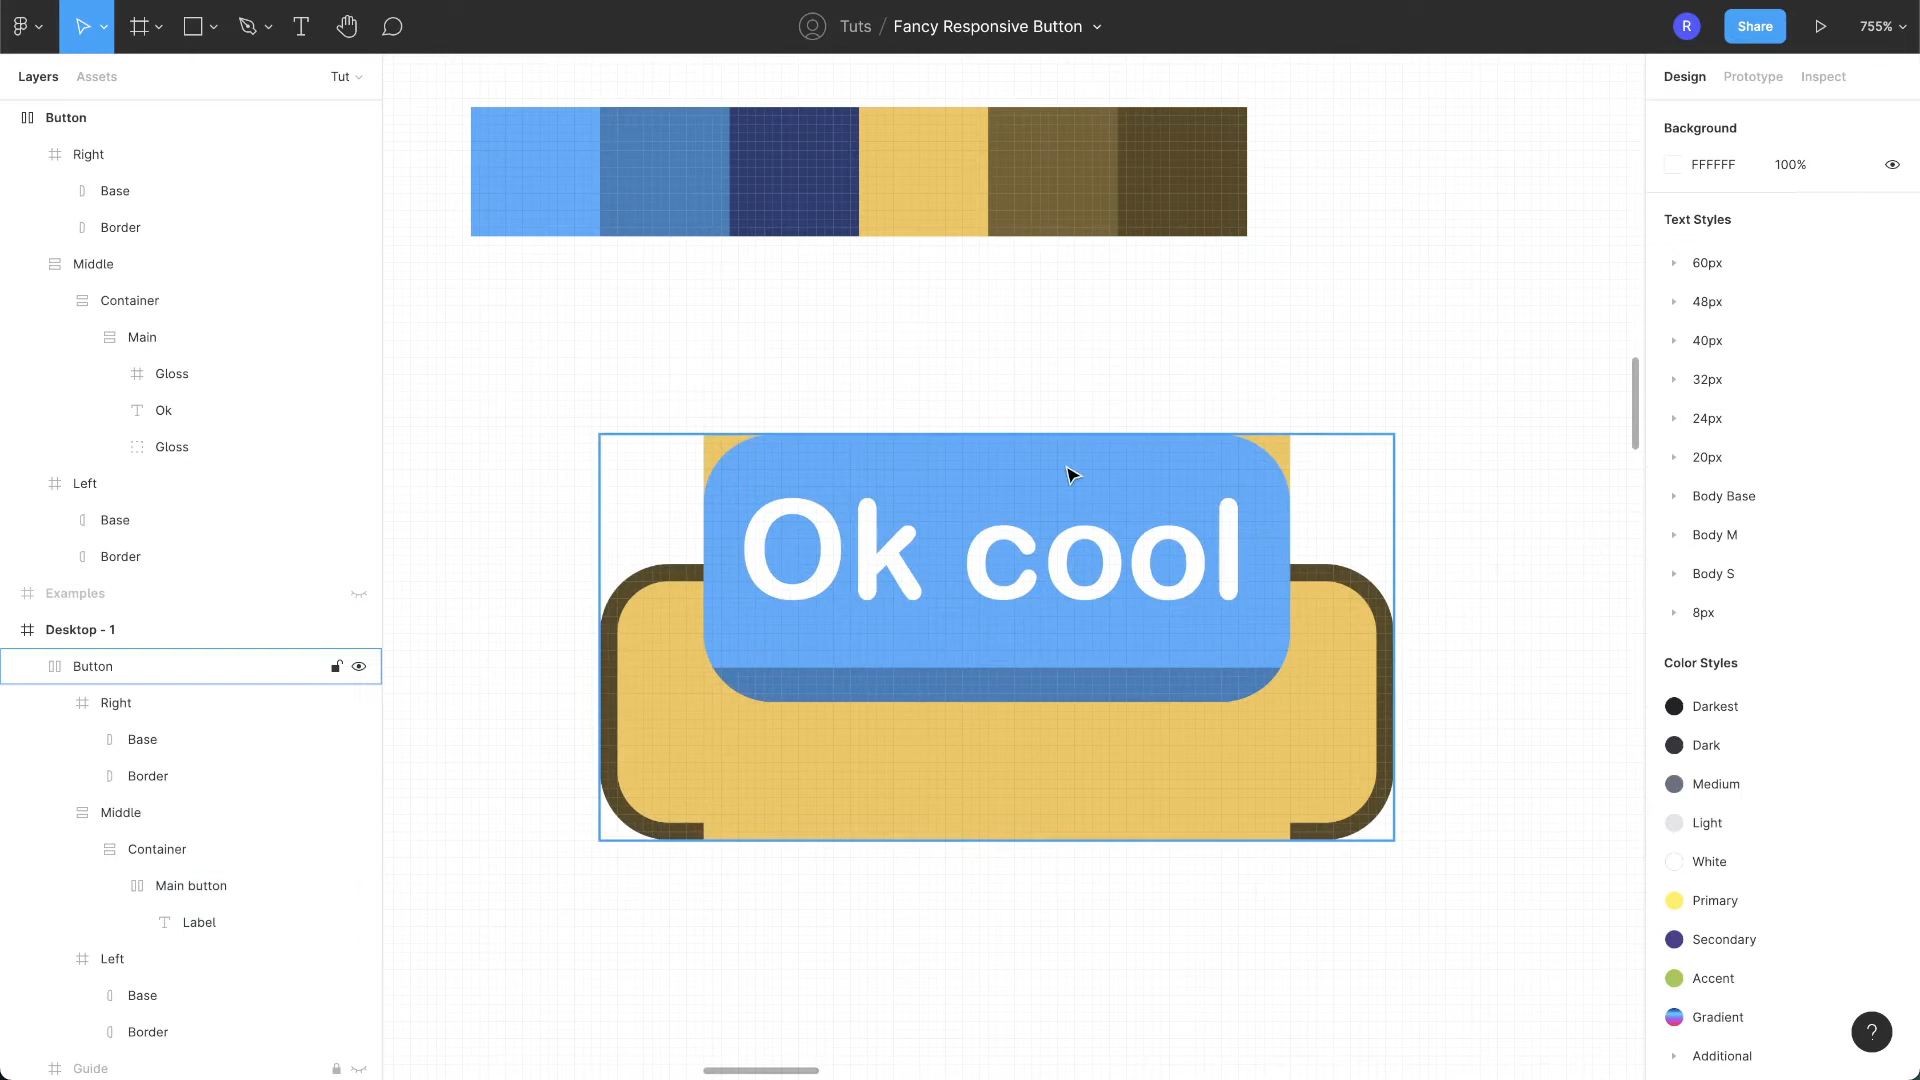 Tuts / Fancy Responsive Button
R
Share
755%
Layers
Assets
Tut
Button
Right
Base
Border
Middle
Container
Main
Gloss
Ok
Gloss
Left
Base
Border
Examples
Desktop - 1
Button
Right
Base
Border
Middle
Container
Main button
Label
Left
Base
Border
Guide
Ok cool
Design
Prototype
Inspect
Background
FFFFFF
100%
Text Styles
60px
48px
40px
32px
24px
20px
Body Base
Body M
Body S
8px
Color Styles
Darkest
Dark
Medium
Light
White
Primary
Secondary
Accent
Gradient
Additional
?